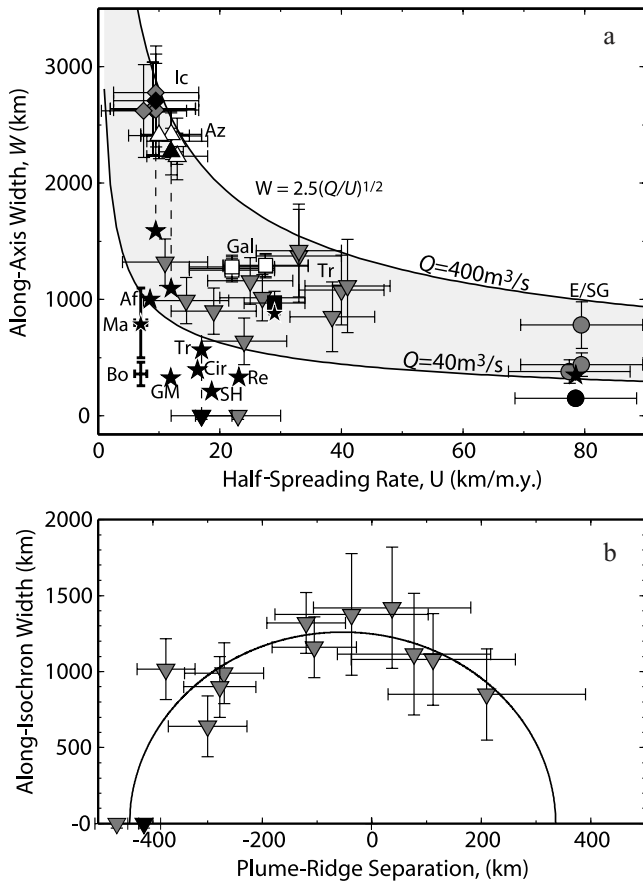 a
3000
2000
1000
0
Along-Axis Width, W (km)
Ic
Az
W = 2.5(Q/U)^1/2
Gal
Tr
Q=400m³/s
E/SG
Af
Ma
Q=40m³/s
Tr
Bo
Cir
Re
GM
SH
0 20 40 60 80
Half-Spreading Rate, U (km/m.y.)
b
2000
1500
1000
500
-0
Along-Isochron Width (km)
-400 -200 0 200 400
Plume-Ridge Separation, (km)